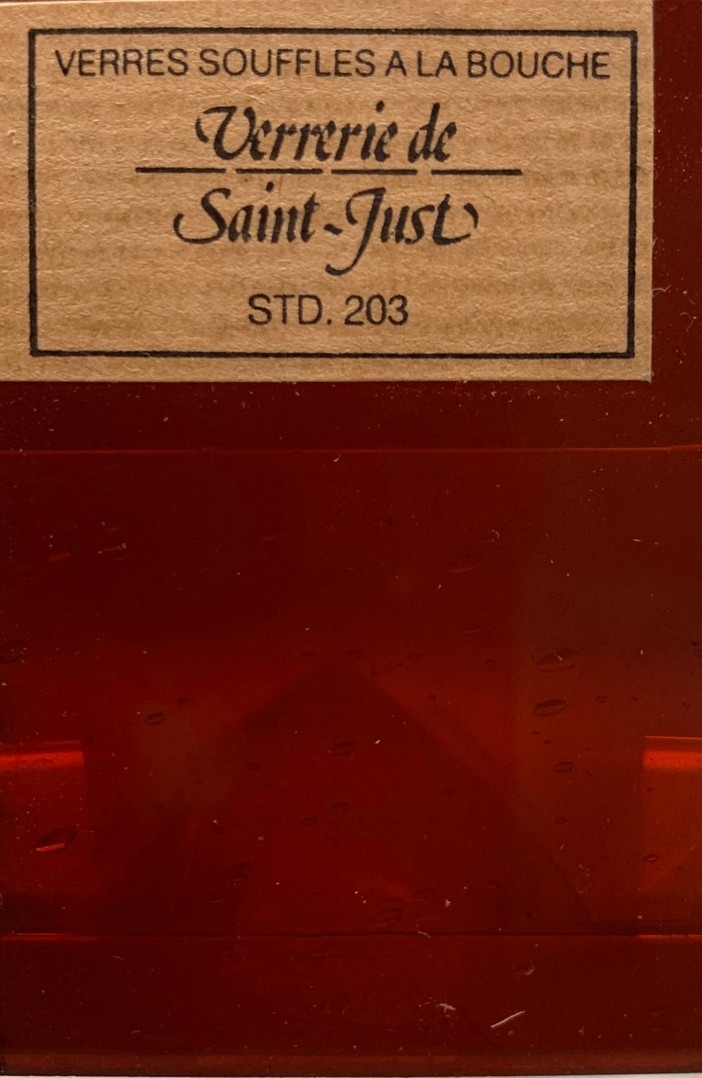 VERRES SOUFFLES A LA BOUCHE
Verrerie de
Saint-Just
STD. 203